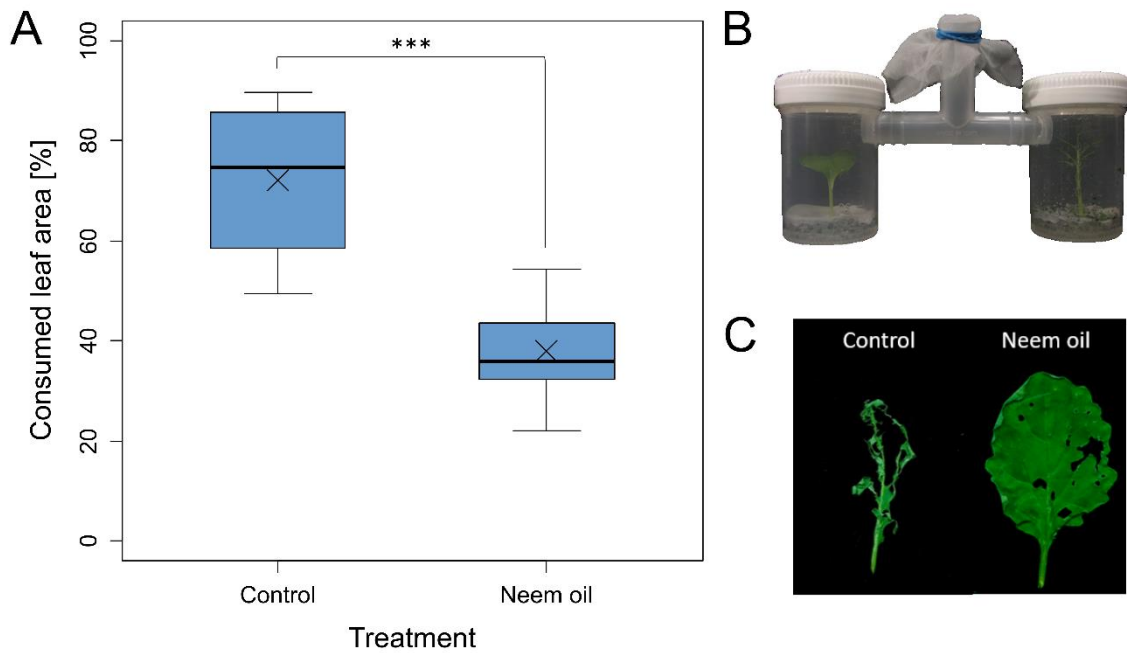 A
Consumed leaf area [%]
100
80
60
40
20
0
***
Control
Neem oil
Treatment
B
C
Control
Neem oil